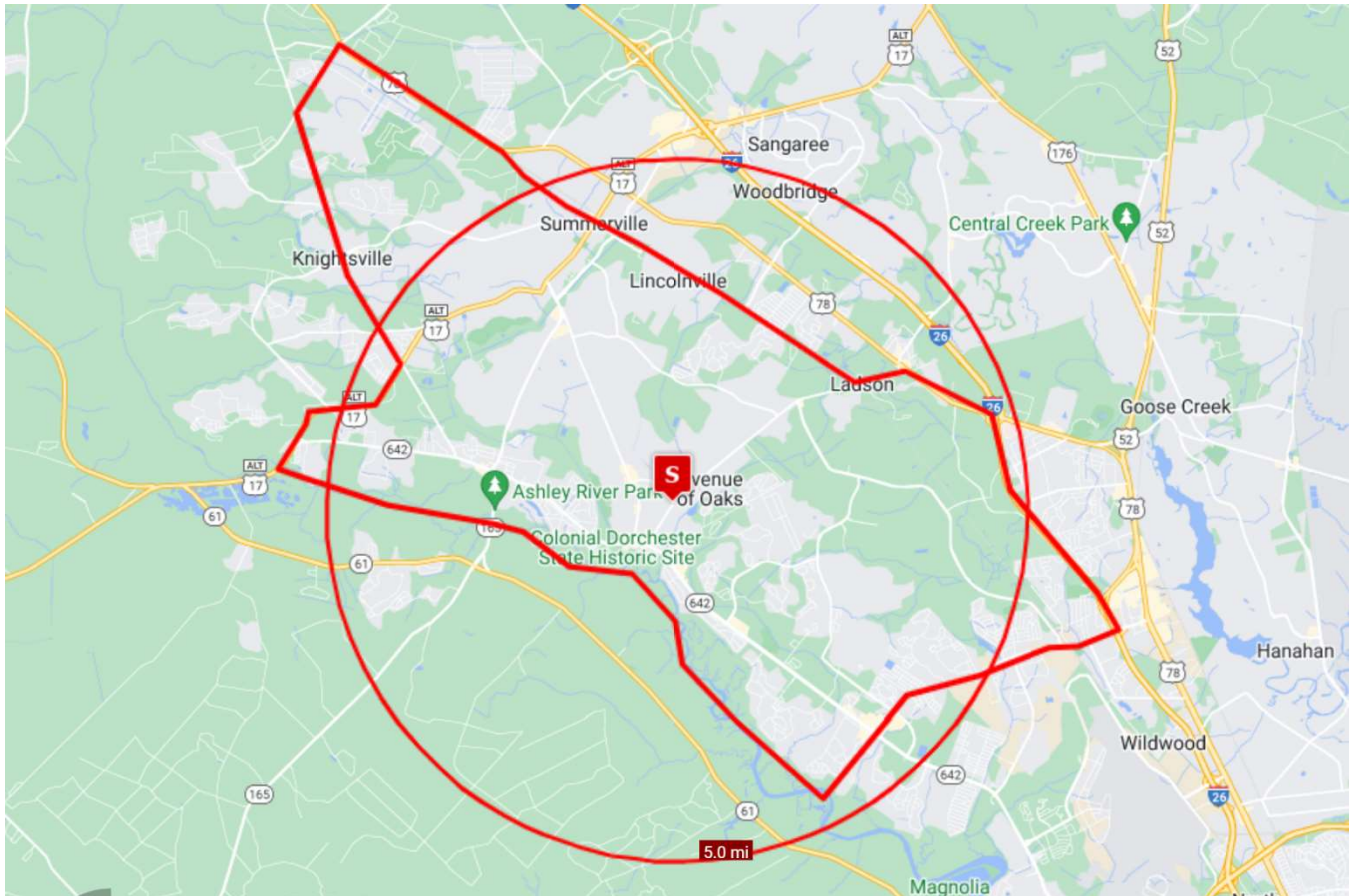 ALT
17
52
78
Sangaree
26
176
ALT
17
Woodbridge
Central Creek Park
52
Summerville
Knightsville
Lincolnville
78
ALT
17
26
Ladson
ALT
17
26
Goose Creek
52
642
ALT
17
S
Avenue
of Oaks
Ashley River Park
61
165
78
Colonial Dorchester
State Historic Site
61
642
Hanahan
78
Wildwood
642
165
61
26
5.0 mi
Magnolia